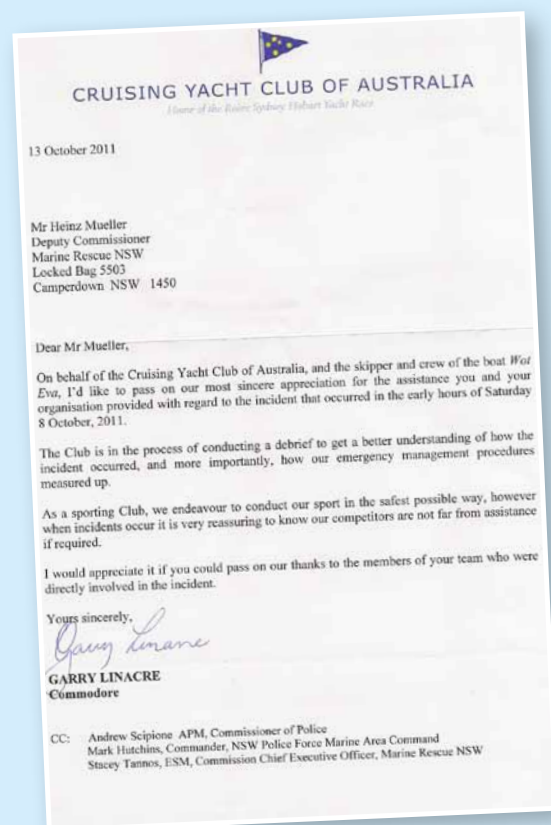 CRUISING YACHT CLUB OF AUSTRALIA
Home of the Rolex Sydney Hobart Yacht Race
13 October 2011
Mr Heinz Mueller
Deputy Commissioner
Marine Rescue NSW
Locked Bag 5503
Camperdown NSW 1450
Dear Mr Mueller,
On behalf of the Cruising Yacht Club of Australia, and the skipper and crew of the boat Wot
Eva, I'd like to pass on our most sincere appreciation for the assistance you and your
organisation provided with regard to the incident that occurred in the early hours of Saturday
8 October, 2011.
The Club is in the process of conducting a debrief to get a better understanding of how the
incident occurred, and more importantly, how our emergency management procedures
measured up.
As a sporting Club, we endeavour to conduct our sport in the safest possible way, however
when incidents occur it is very reassuring to know our competitors are not far from assistance
if required.
I would appreciate it if you could pass on our thanks to the members of your team who were
directly involved in the incident.
Yours sincerely,
Garry Linacre
GARRY LINACRE
Commodore
CC: Andrew Scipione APM, Commissioner of Police
Mark Hutchins, Commander, NSW Police Force Marine Area Command
Stacey Tannos, ESM, Commission Chief Executive Officer, Marine Rescue NSW